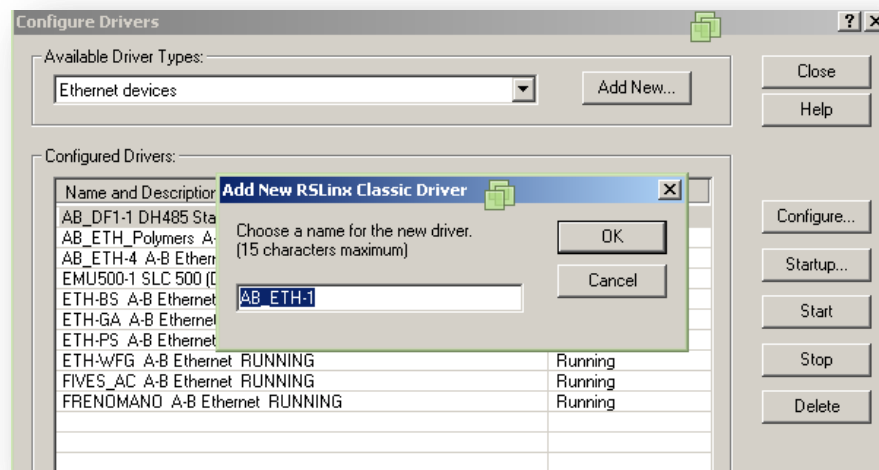 Configure Drivers
Available Driver Types:
Ethernet devices
Add New...
Close
Help
Configured Drivers:
Name and Description
Add New RSLinx Classic Driver
Choose a name for the new driver.
(15 characters maximum)
AB_ETH-1
OK
Cancel
AB_DF1-1 DH485 Sta
AB_ETH_Polymers A-
AB_ETH-4 A-B Ethern
EMU500-1 SLC 500 (D
ETH-BS A-B Ethernet
ETH-GA A-B Ethernet
ETH-PS A-B Ethernet
ETH-WFG A-B Ethernet RUNNING Running
FIVES_AC A-B Ethernet RUNNING Running
FRENOMANO A-B Ethernet RUNNING Running
Configure...
Startup...
Start
Stop
Delete